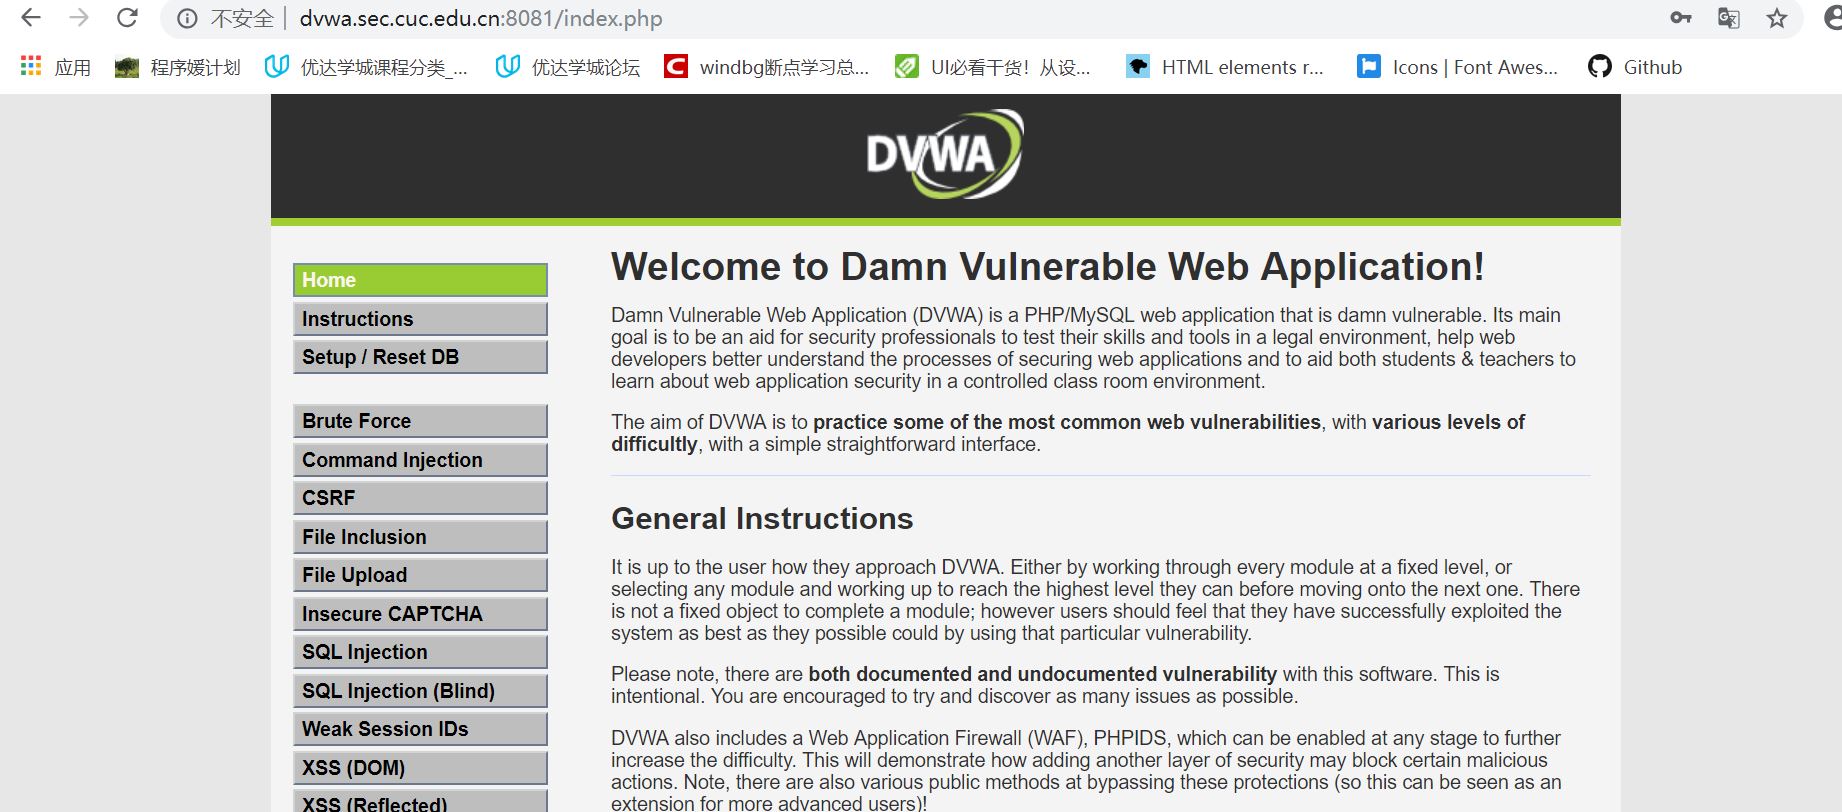 不安全 dvwa.sec.cuc.edu.cn:8081/index.php
应用 程序媛计划 优达学城课程分类_... 优达学城论坛 windbg断点学习总... UI必看干货！从设... HTML elements r... Icons | Font Awes... Github
DVWA
Home
Instructions
Setup / Reset DB
Brute Force
Command Injection
CSRF
File Inclusion
File Upload
Insecure CAPTCHA
SQL Injection
SQL Injection (Blind)
Weak Session IDs
XSS (DOM)
XSS (Reflected)
Welcome to Damn Vulnerable Web Application!
Damn Vulnerable Web Application (DVWA) is a PHP/MySQL web application that is damn vulnerable. Its main
goal is to be an aid for security professionals to test their skills and tools in a legal environment, help web
developers better understand the processes of securing web applications and to aid both students & teachers to
learn about web application security in a controlled class room environment.
The aim of DVWA is to practice some of the most common web vulnerabilities, with various levels of
difficultly, with a simple straightforward interface.
General Instructions
It is up to the user how they approach DVWA. Either by working through every module at a fixed level, or
selecting any module and working up to reach the highest level they can before moving onto the next one. There
is not a fixed object to complete a module; however users should feel that they have successfully exploited the
system as best as they possible could by using that particular vulnerability.
Please note, there are both documented and undocumented vulnerability with this software. This is
intentional. You are encouraged to try and discover as many issues as possible.
DVWA also includes a Web Application Firewall (WAF), PHPIDS, which can be enabled at any stage to further
increase the difficulty. This will demonstrate how adding another layer of security may block certain malicious
actions. Note, there are also various public methods at bypassing these protections (so this can be seen as an
extension for more advanced users)!